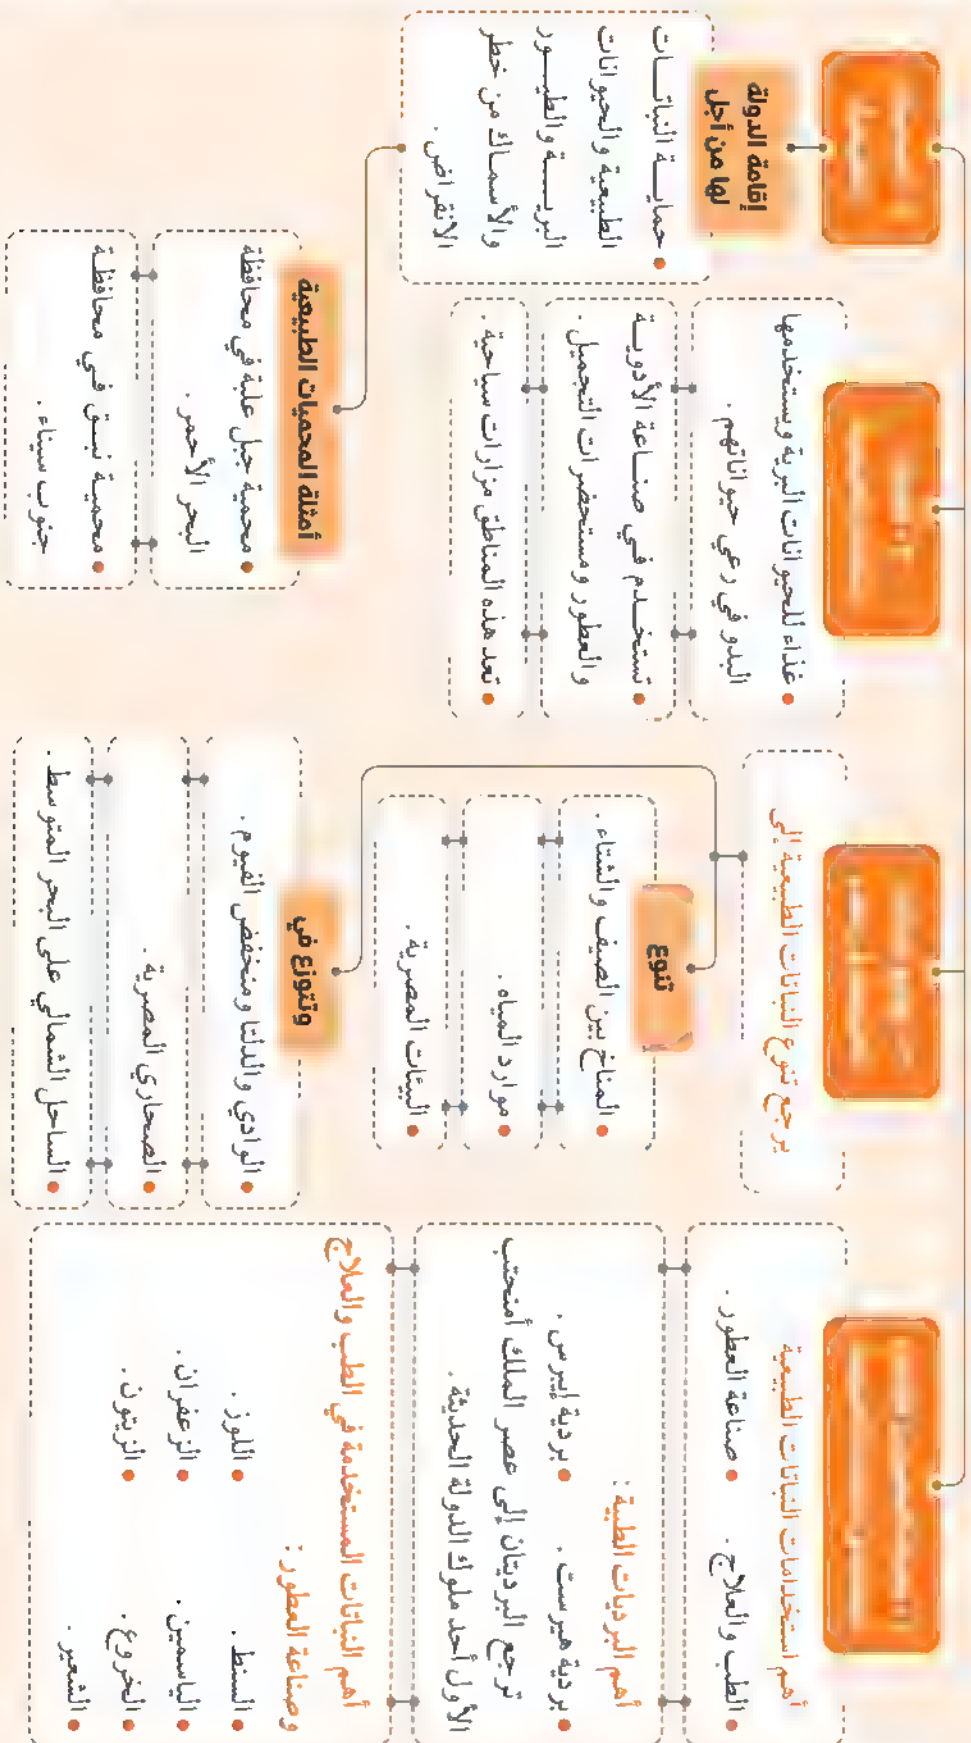 أهم استخدامات النباتات الطبيعية
• الطب والعلاج. • صناعة العطور.
أهم البرديات الطبية :
• بردية هيرست. • بردية إيبرس.
ترجع البرديتان إلى عصر الملك أمنحتب
الأول أحد ملوك الدولة الحديثة.
أهم النباتات المستخدمة في الطب والعلاج
وصناعة العطور :
• السنط. • اللوز.
• الياسمين. • الزعفران.
• الخروع. • الزيتون.
• الشعير.
يرجع تنوع النباتات الطبيعية إلى
تنوع
• المناخ بين الصيف والشتاء.
• موارد المياه.
• البيئات المصرية.
وتتوزع في
• الوادي والدلتا ومنخفض الفيوم.
• الصحاري المصرية.
• الساحل الشمالي على البحر المتوسط.
• غذاء للحيوانات البرية ويستخدمها
البدو في رعي حيواناتهم.
• تستخدم في صناعة الأدوية
والعطور ومستحضرات التجميل.
• تعد هذه المناطق مزارات سياحية.
إقامة الدولة
لها من أجل
• حماية النباتات
الطبيعية والحيوانات
البرية والطيور
والأسماك من خطر
الانقراض.
أمثلة المحميات الطبيعية
• محمية جبل علبة في محافظة
البحر الأحمر.
• محمية نبق في محافظة
جنوب سيناء.